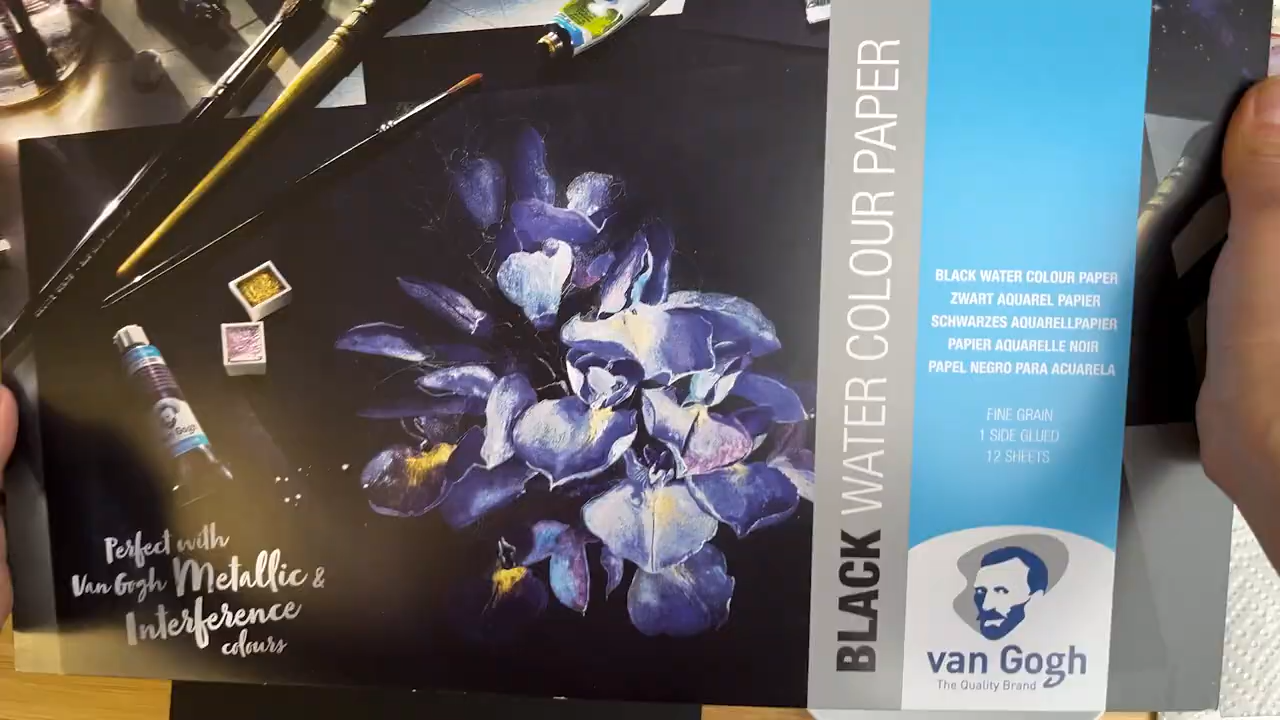 Perfect with
Van Gogh Metallic &
Interference
colours
van Gogh
BLACK WATER COLOUR PAPER
BLACK WATER COLOUR PAPER
ZWART AQUAREL PAPIER
SCHWARZES AQUARELLPAPIER
PAPIER AQUARELLE NOIR
PAPEL NEGRO PARA ACUARELA
FINE GRAIN
1 SIDE GLUED
12 SHEETS
van Gogh
The Quality Brand